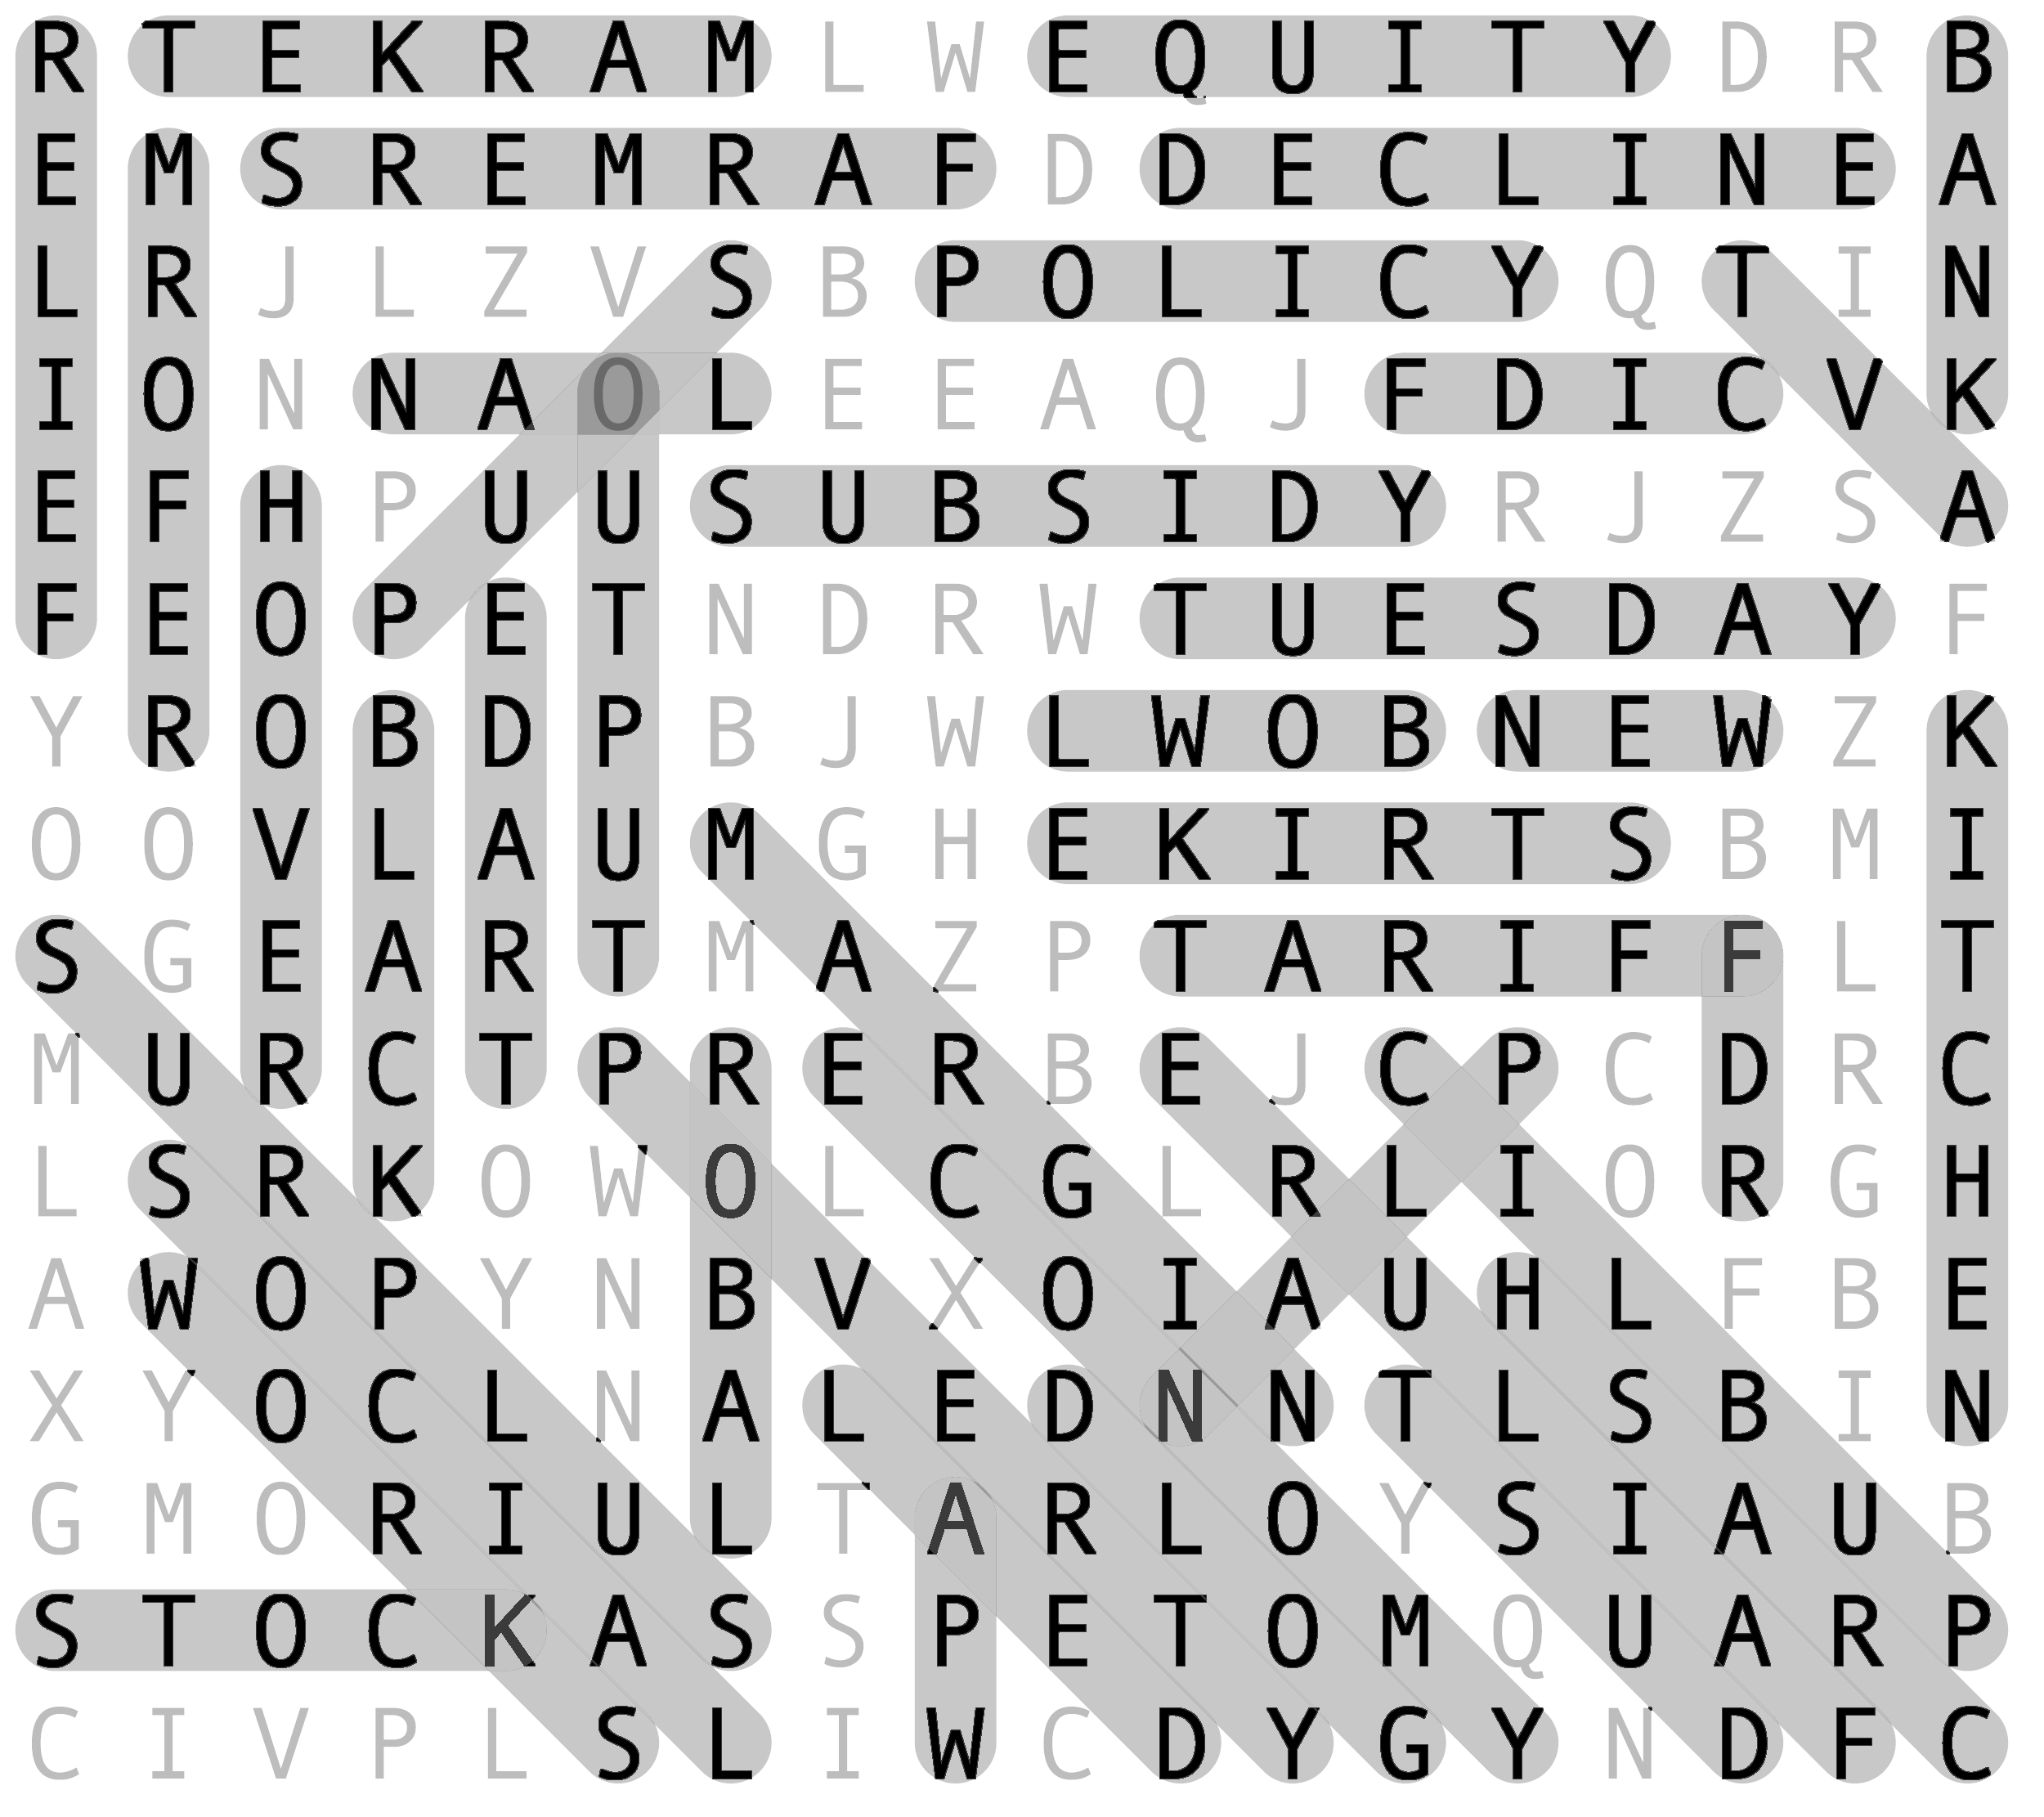 R T E K R A M L W E Q U I T Y D R B
E M S R E M R A F D D E C L I N E A
L R J L Z V S B P O L I C Y Q T I N
I O N N A O L E E A Q J F D I C V K
E F H P U U S U B S I D Y R J Z S A
F E O P E T N D R W T U E S D A Y F
Y R O B D P B J W L W O B N E W Z K
O O V L A U M G H E K I R T S B M I
S G E A R T M A Z P T A R I F F L T
M U R C T P R E R B E J C P C D R C
L S R K O W O L C G L R L I O R G H
A W O P Y N B V X O I A U H L F B E
X Y O C L N A L E D N N T L S B I N
G M O R I U L T A R L O Y S I A U B
S T O C K A S S P E T O M Q U A R P
C I V P L S L I W C D Y G Y N D F C